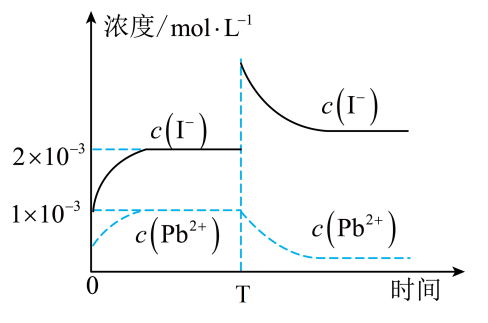 浓度/mol·L⁻¹
c(I⁻)
c(I⁻)
2×10⁻³
1×10⁻³
c(Pb²⁺)
c(Pb²⁺)
0
T
时间